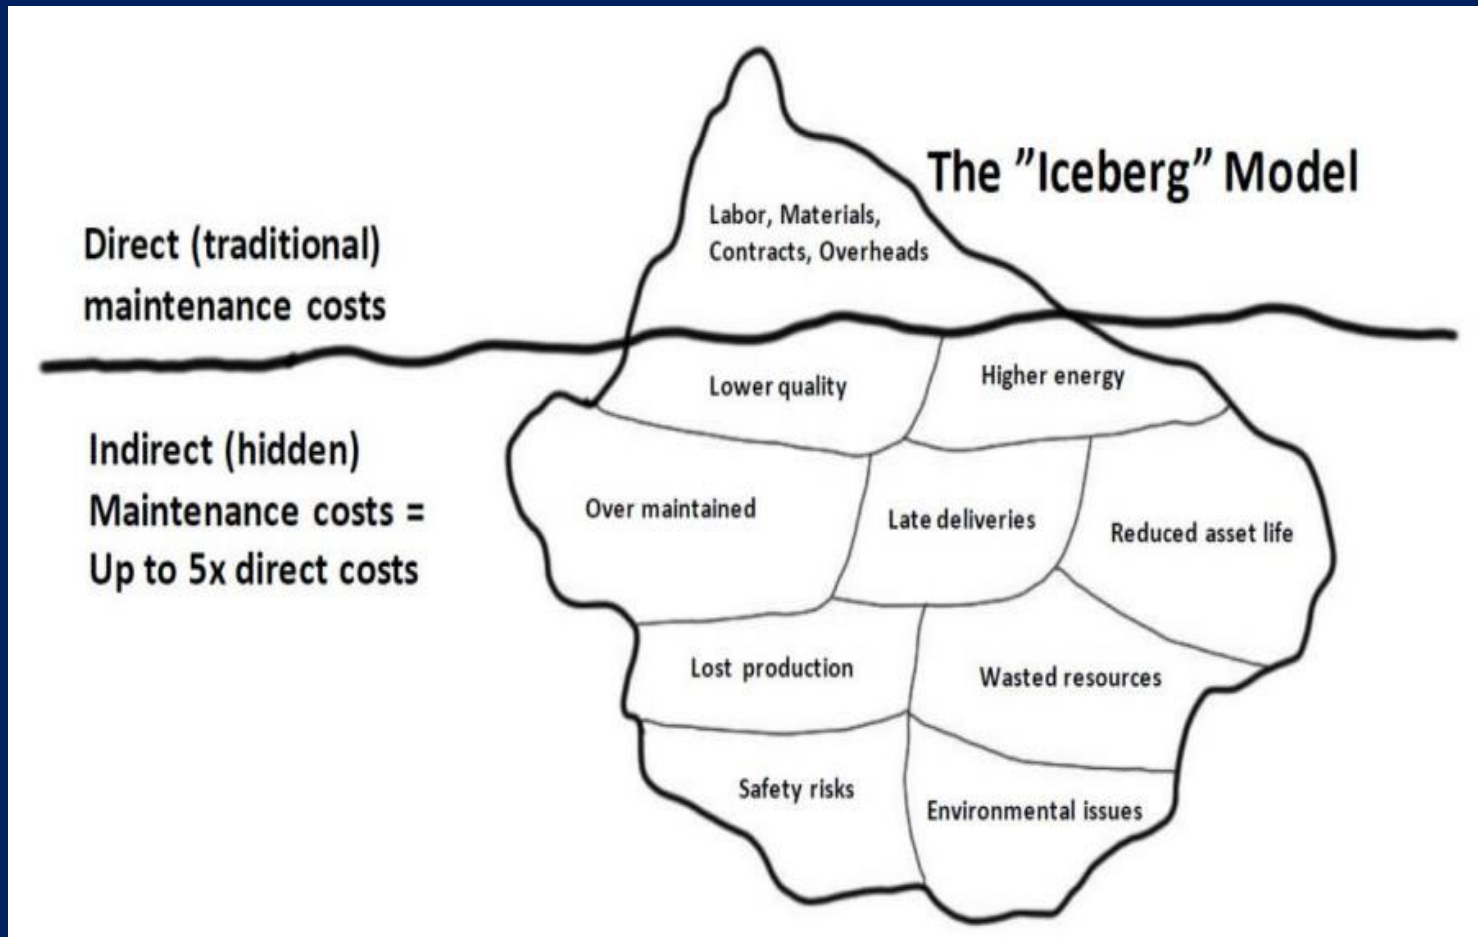 The ”Iceberg” Model
Direct (traditional)
maintenance costs
Labor, Materials,
Contracts, Overheads
Indirect (hidden)
Maintenance costs =
Up to 5x direct costs
Lower quality
Higher energy
Over maintained
Late deliveries
Reduced asset life
Lost production
Wasted resources
Safety risks
Environmental issues